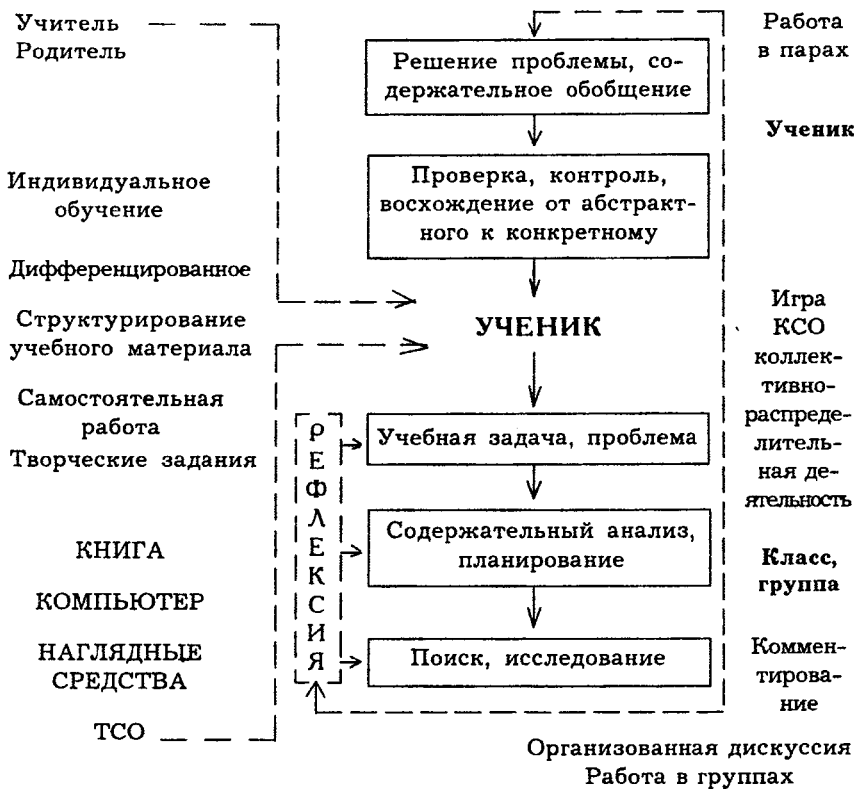 Учитель
Родитель
Индивидуальное
обучение
Дифференцированное
Структурирование
учебного материала
Самостоятельная
работа
Творческие задания
КНИГА
КОМПЬЮТЕР
НАГЛЯДНЫЕ
СРЕДСТВА
ТСО
Решение проблемы, со-
держательное обобщение
Проверка, контроль,
восхождение от абстракт-
ного к конкретному
УЧЕНИК
РЕФЛЕКСИЯ
Учебная задача, проблема
Содержательный анализ,
планирование
Поиск, исследование
Работа
в парах
Ученик
Игра
КСО
коллек-
тивно-
распреде-
литель-
ная де-
ятельность
Класс,
группа
Коммен-
тирова-
ние
Организованная дискуссия
Работа в группах